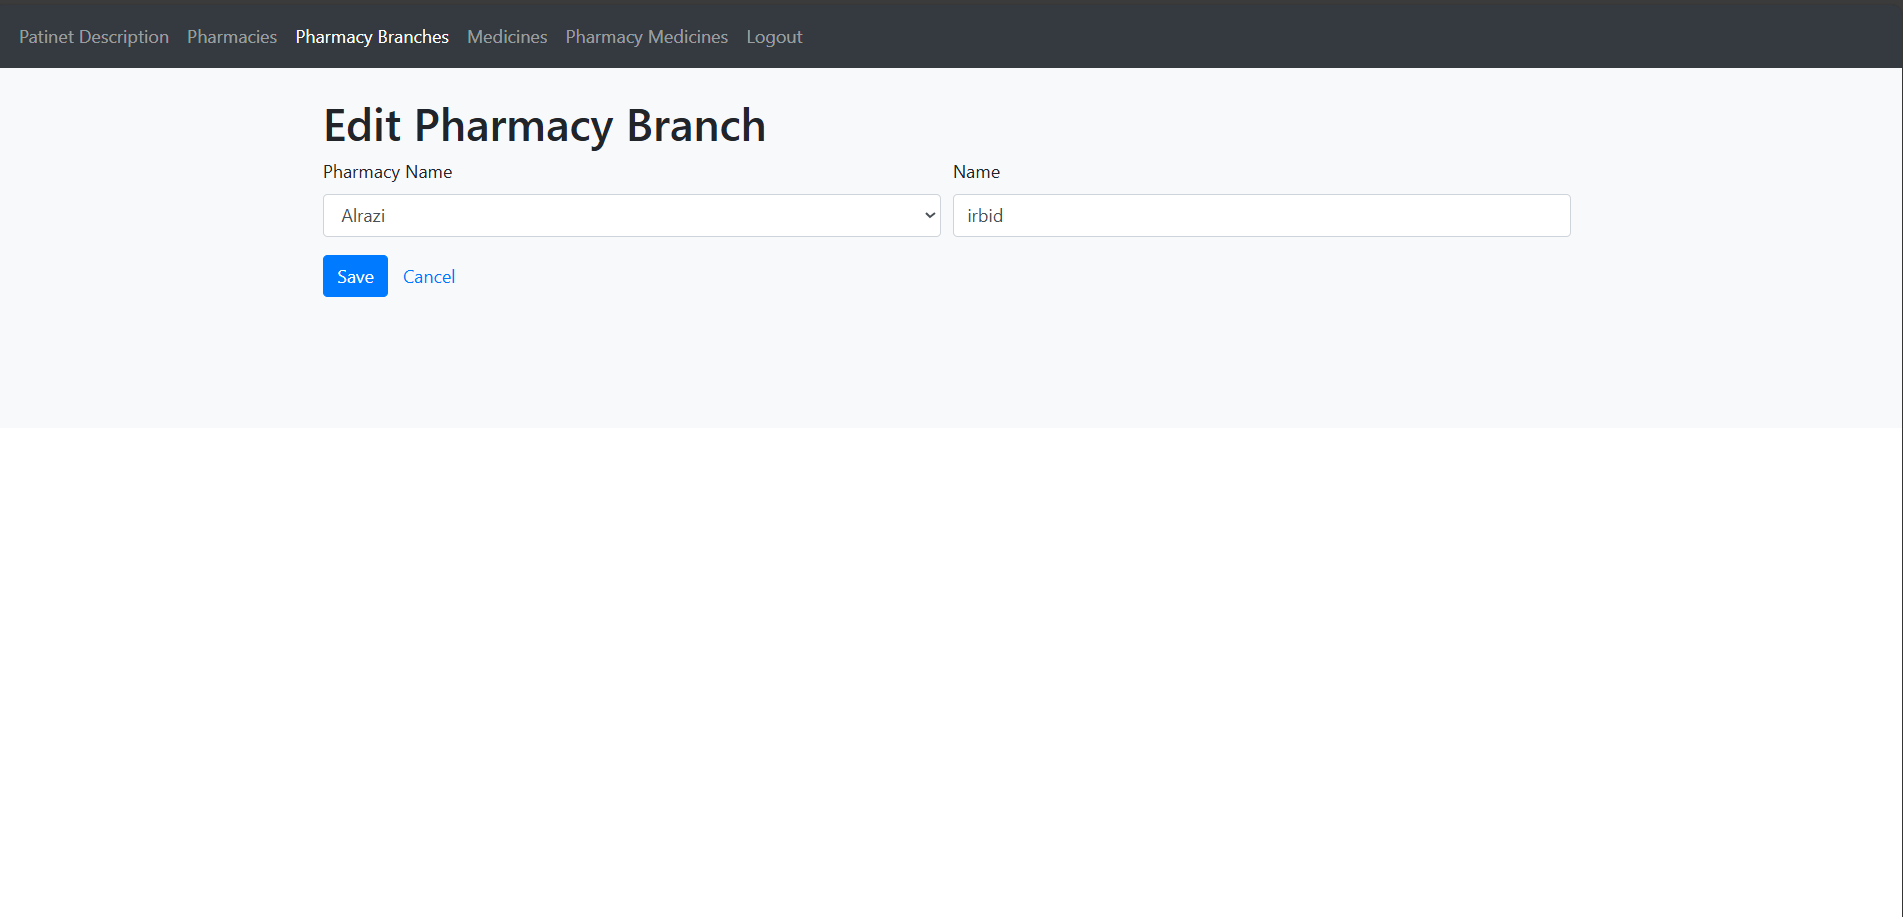 Patinet Description Pharmacies Pharmacy Branches Medicines Pharmacy Medicines Logout
Edit Pharmacy Branch
Pharmacy Name Name
Alrazi irbid
Save Cancel